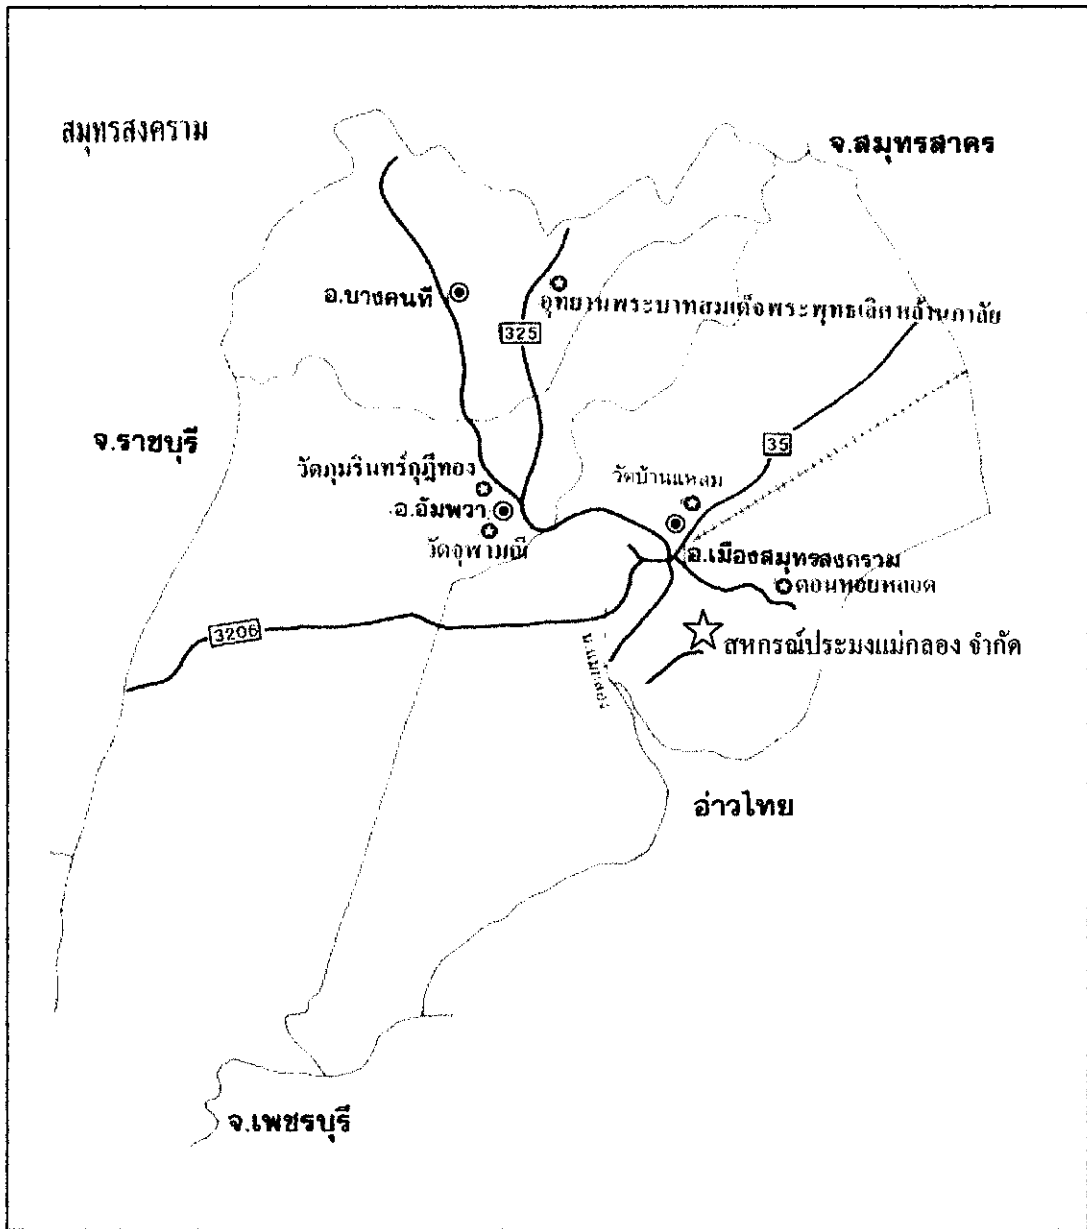 สมุทรสงคราม
จ.สมุทรสาคร
อ.บางคนที
อุทยานพระบาทสมเด็จพระพุทธเลิศหล้านภาลัย
325
จ.ราชบุรี
35
วัดภุมรินทร์กุฎีทอง
วัดบ้านแหลม
อ.อัมพวา
วัดจุฬามณี
อ.เมืองสมุทรสงคราม
ดอนหอยหลอด
3206
สหกรณ์ประมงแม่กลอง จำกัด
น.แม่กลอง
อ่าวไทย
จ.เพชรบุรี